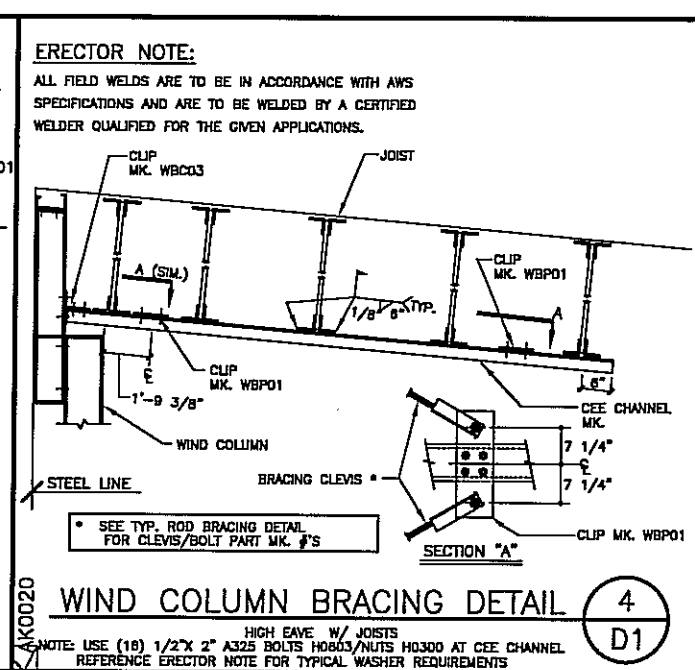 ERECTOR NOTE:
ALL FIELD WELDS ARE TO BE IN ACCORDANCE WITH AWS
SPECIFICATIONS AND ARE TO BE WELDED BY A CERTIFIED
WELDER QUALIFIED FOR THE GIVEN APPLICATIONS.
01
CLIP
MK. WBC03
JOIST
A (SIM.)
1/8" 6" TYP.
CLIP
MK. WBP01
A
CLIP
MK. WBP01
1'-9 3/8"
6"
CEE CHANNEL
MK.
WIND COLUMN
7 1/4"
7 1/4"
BRACING CLEVIS *
STEEL LINE
CLIP MK. WBP01
* SEE TYP. ROD BRACING DETAIL
FOR CLEVIS/BOLT PART MK. #'S
SECTION "A"
AK0020
WIND COLUMN BRACING DETAIL
4
D1
HIGH EAVE W/ JOISTS
NOTE: USE (18) 1/2"X 2" A325 BOLTS H0803/NUTS H0300 AT CEE CHANNEL
REFERENCE ERECTOR NOTE FOR TYPICAL WASHER REQUIREMENTS